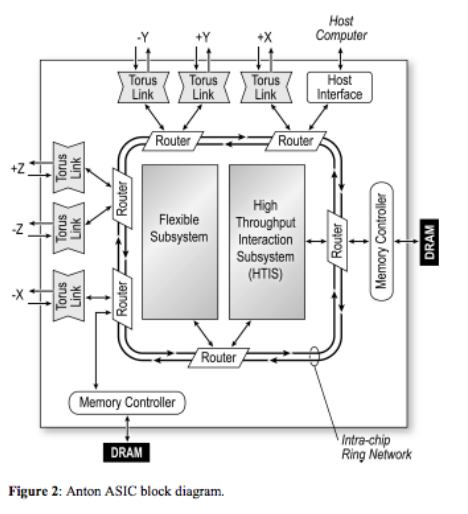 -Y
+Y
+X
Host
Computer
Torus
Link
Torus
Link
Torus
Link
Host
Interface
Router
Router
+Z
Torus
Link
Router
-Z
Torus
Link
Flexible
Subsystem
High
Throughput
Interaction
Subsystem
(HTIS)
Router
Memory Controller
DRAM
-X
Torus
Link
Router
Router
Memory Controller
DRAM
Intra-chip
Ring Network
Figure 2: Anton ASIC block diagram.